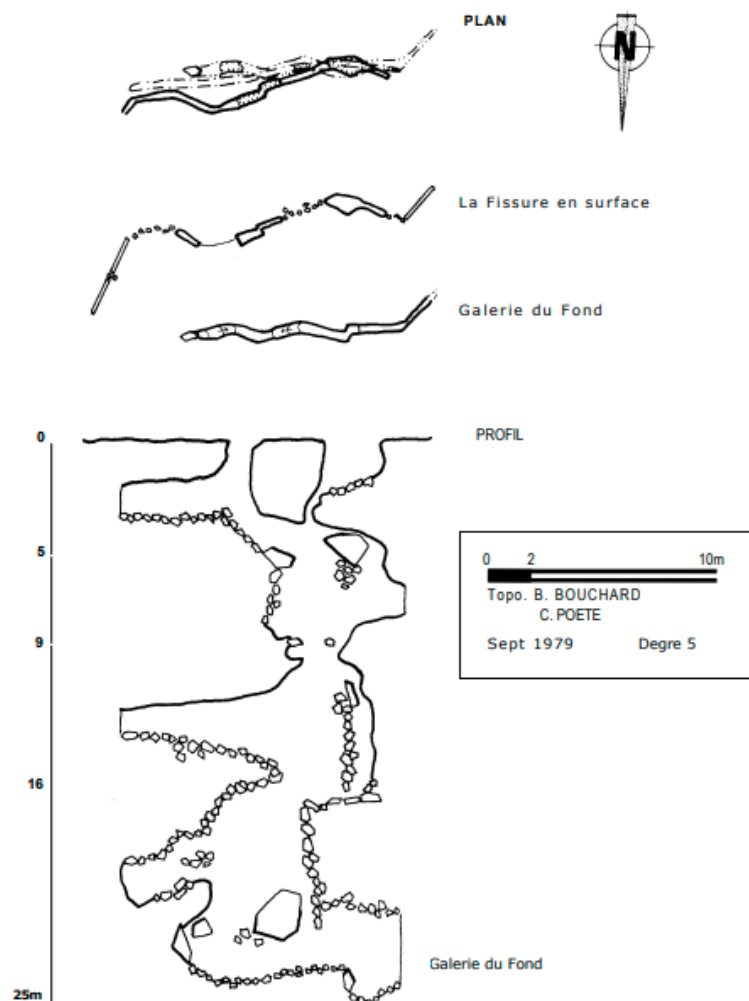 PLAN
N
La Fissure en surface
Galerie du Fond
0
PROFIL
5
9
16
25m
0 2 10m
Topo. B. BOUCHARD
C. POETE
Sept 1979 Degre 5
Galerie du Fond